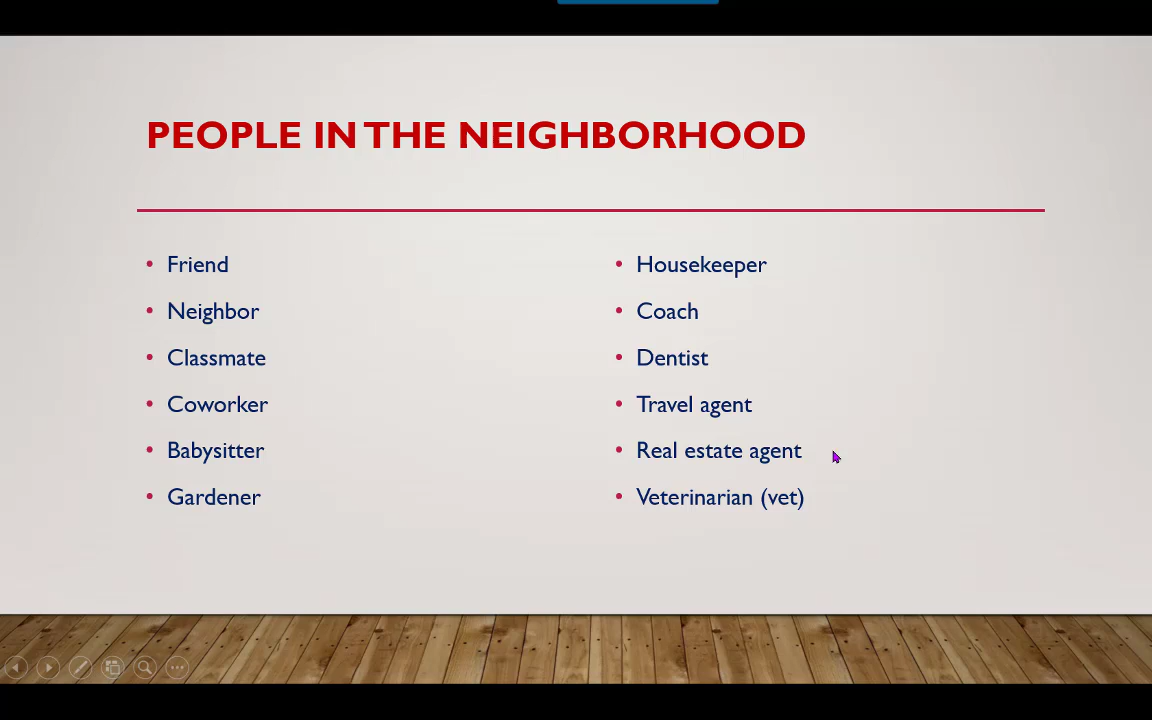 PEOPLE IN THE NEIGHBORHOOD
• Friend
• Neighbor
• Classmate
• Coworker
• Babysitter
• Gardener
• Housekeeper
• Coach
• Dentist
• Travel agent
• Real estate agent
• Veterinarian (vet)